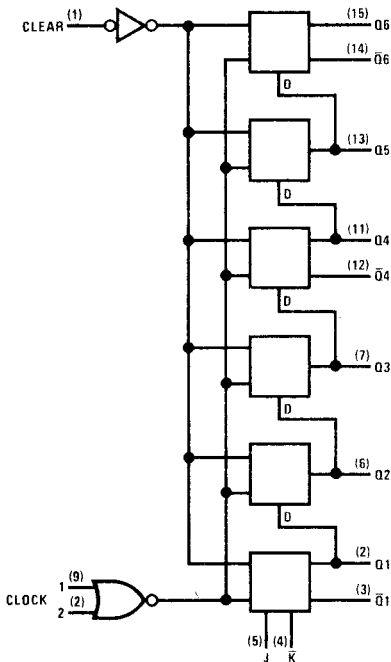 CLEAR (1)
(15) Q6
(14) Q̅6
D
(13) Q5
D
(11) Q4
(12) Q̅4
D
(7) Q3
D
(6) Q2
D
(2) Q1
(3) Q̅1
CLOCK
1 (9)
2 (2)
(5) (4)
J K̅